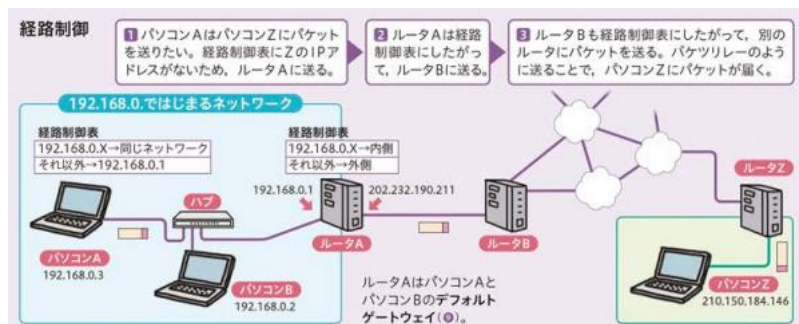 経路制御
1 パソコンAはパソコンZにパケット
を送りたい。経路制御表にZのIPア
ドレスがないため，ルータAに送る。
2 ルータAは経路
制御表にしたがっ
て，ルータBに送る。
3 ルータBも経路制御表にしたがって，別の
ルータにパケットを送る。バケツリレーのよう
に送ることで，パソコンZにパケットが届く。
192.168.0.ではじまるネットワーク
経路制御表
192.168.0.X→同じネットワーク
それ以外→192.168.0.1
経路制御表
192.168.0.X→内側
それ以外→外側
192.168.0.1
202.232.190.211
ハブ
ルータA
ルータB
ルータZ
パソコンA
192.168.0.3
パソコンB
192.168.0.2
ルータAはパソコンAと
パソコンBのデフォルト
ゲートウェイ()。
パソコンZ
210.150.184.146